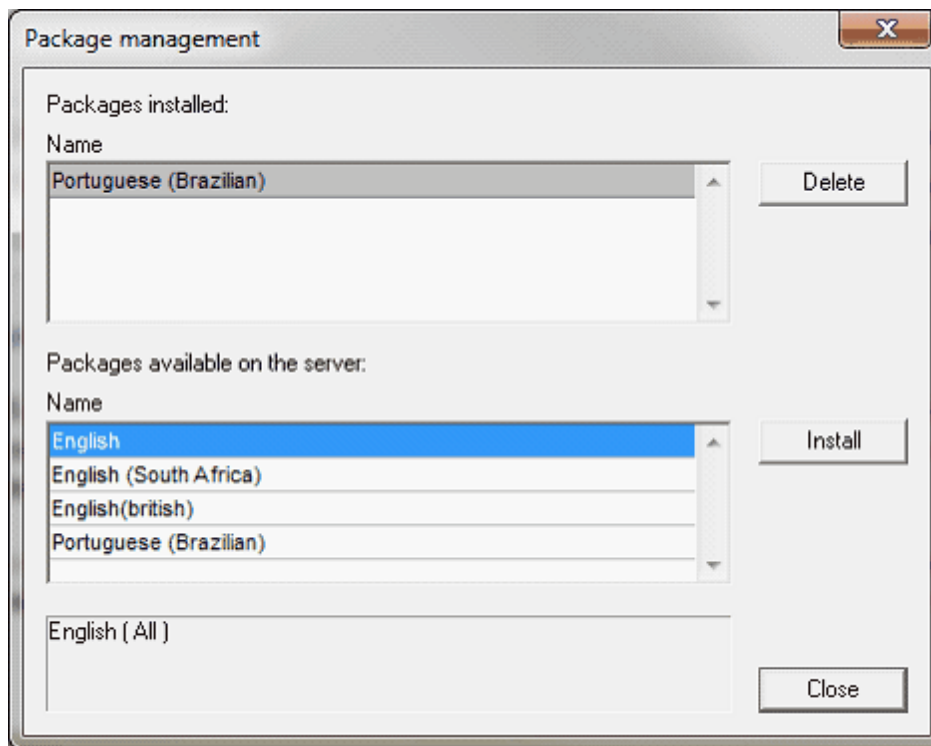 Package management
Packages installed:
Name
Portuguese (Brazilian)
Delete
Packages available on the server:
Name
English
Install
English (South Africa)
English(british)
Portuguese (Brazilian)
English ( All )
Close